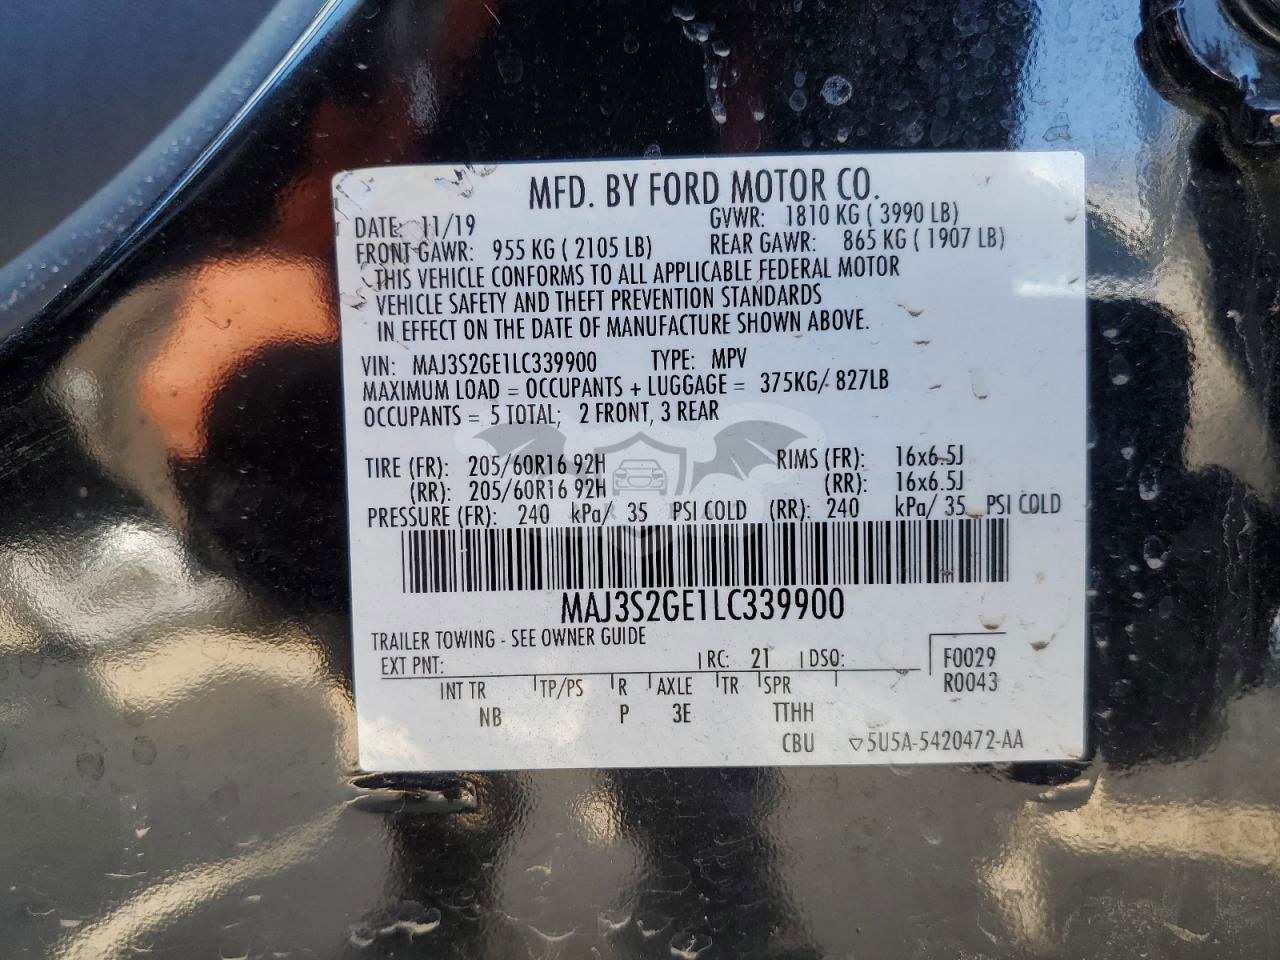 MFD. BY FORD MOTOR CO.
DATE: 11/19 GVWR: 1810 KG ( 3990 LB)
FRONT GAWR: 955 KG ( 2105 LB) REAR GAWR: 865 KG ( 1907 LB)
THIS VEHICLE CONFORMS TO ALL APPLICABLE FEDERAL MOTOR
VEHICLE SAFETY AND THEFT PREVENTION STANDARDS
IN EFFECT ON THE DATE OF MANUFACTURE SHOWN ABOVE.
VIN: MAJ3S2GE1LC339900 TYPE: MPV
MAXIMUM LOAD = OCCUPANTS + LUGGAGE = 375KG/ 827LB
OCCUPANTS = 5 TOTAL; 2 FRONT, 3 REAR
TIRE (FR): 205/60R16 92H RIMS (FR): 16x6.5J
(RR): 205/60R16 92H (RR): 16x6.5J
PRESSURE (FR): 240 kPa/ 35 PSI COLD (RR): 240 kPa/ 35 PSI COLD
MAJ3S2GE1LC339900
TRAILER TOWING - SEE OWNER GUIDE
EXT PNT: RC: 21 DSO: F0029
R0043
INT TR TP/PS R AXLE TR SPR
NB P 3E TTHH
CBU 5U5A-5420472-AA